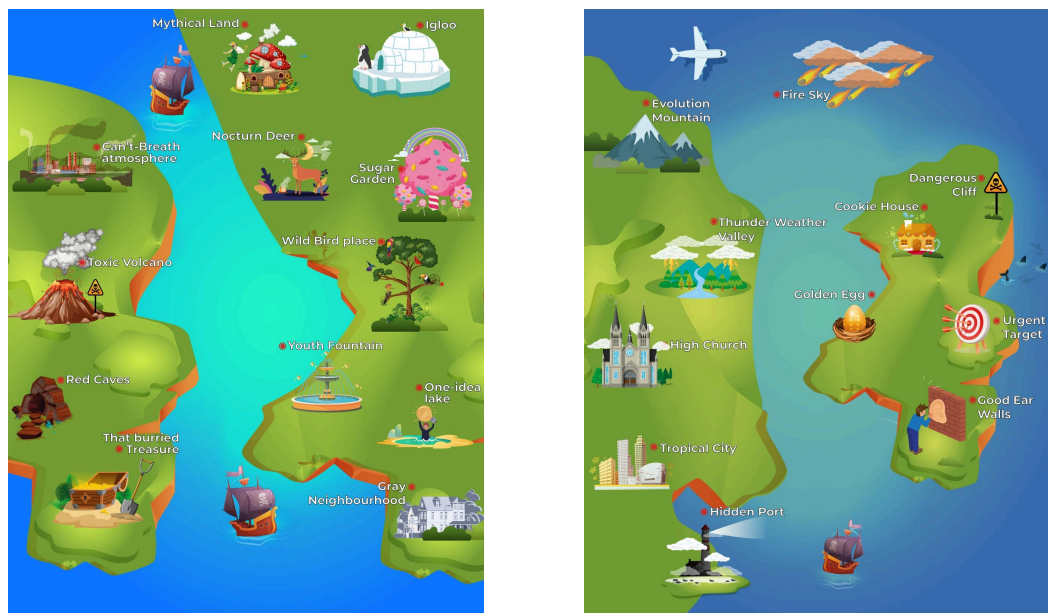 Mythical Land
Igloo
Nocturn Deer
Can't-Breath
atmosphere
Sugar
Garden
Wild Bird place
Toxic Volcano
Youth Fountain
Red Caves
One-idea
lake
That burried
Treasure
Gray
Neighbourhood
Fire Sky
Evolution
Mountain
Dangerous
Cliff
Cookie House
Thunder Weather
Valley
Golden Egg
Urgent
Target
High Church
Good Ear
Walls
Tropical City
Hidden Port